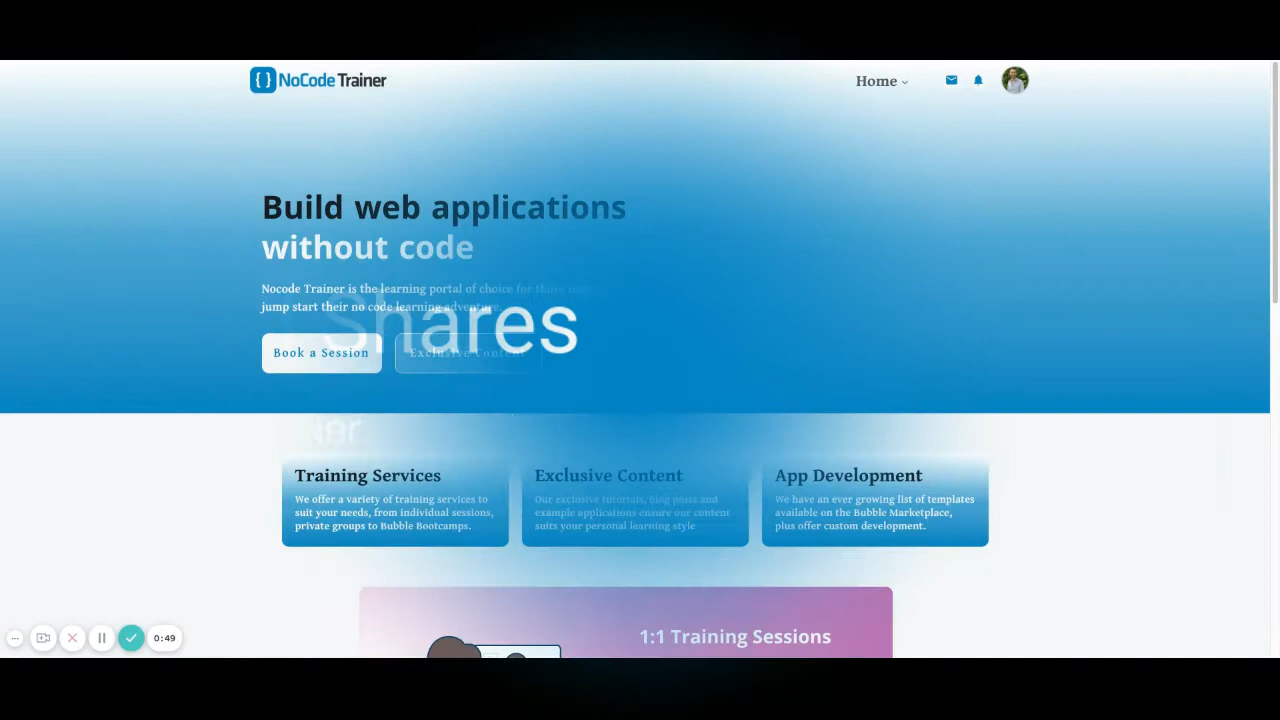 { } NoCode Trainer
Home
Build web applications
without code
Nocode Trainer is the learning portal of choice for those
jump start their no code learning adventure.
Shares
Book a Session
Exclusive Content
Training Services
We offer a variety of training services to
suit your needs, from individual sessions,
private groups to Bubble Bootcamps.
Exclusive Content
Our exclusive tutorials, blog posts and
example applications ensure our content
suits your personal learning style
App Development
We have an ever growing list of templates
available on the Bubble Marketplace,
plus offer custom development.
1:1 Training Sessions
0:49